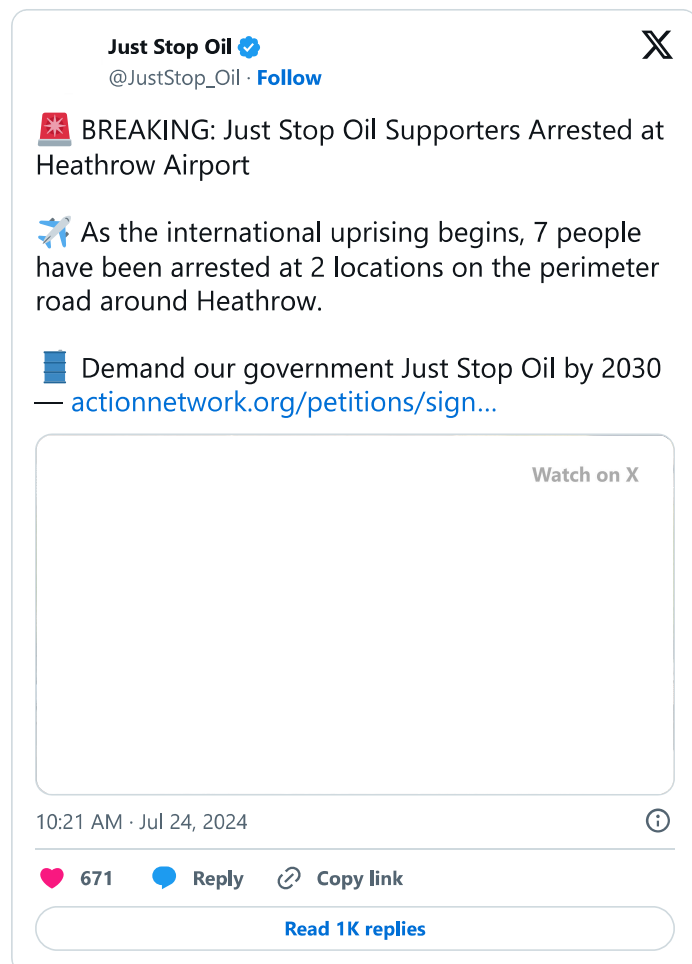 Just Stop Oil
@JustStop_Oil · Follow
BREAKING: Just Stop Oil Supporters Arrested at
Heathrow Airport
As the international uprising begins, 7 people
have been arrested at 2 locations on the perimeter
road around Heathrow.
Demand our government Just Stop Oil by 2030
— actionnetwork.org/petitions/sign...
Watch on X
10:21 AM · Jul 24, 2024
671 Reply Copy link
Read 1K replies